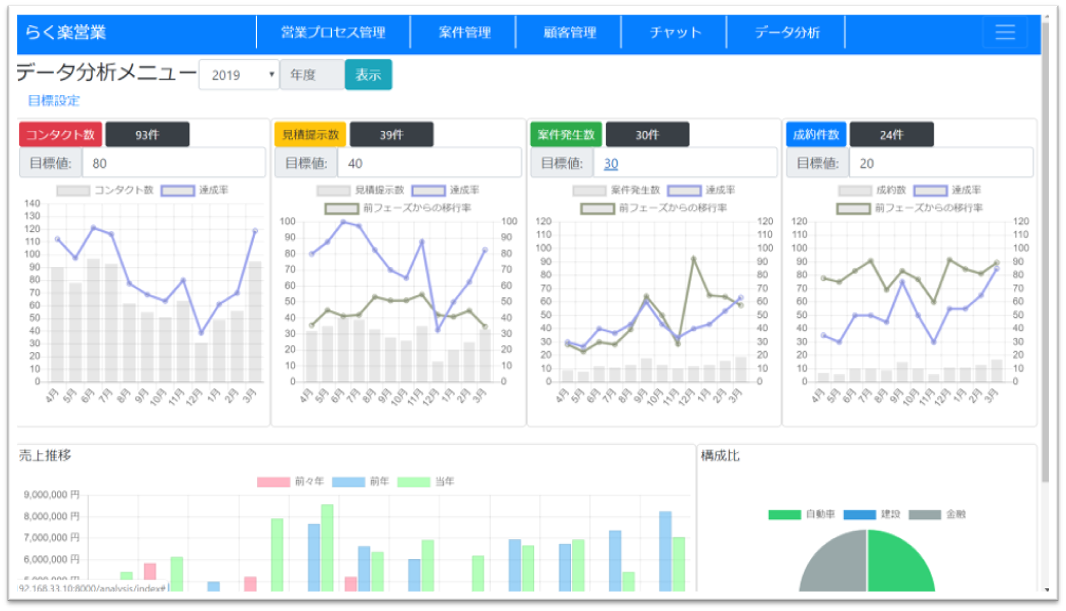 らく楽営業 営業プロセス管理 案件管理 顧客管理 チャット データ分析
データ分析メニュー 2019 年度 表示
目標設定
コンタクト数 93件
目標値: 80
コンタクト数 達成率
140
130
120
110
100
90
80
70
60
50
40
30
20
10
0
4月 5月 6月 7月 8月 9月 10月 11月 12月 1月 2月 3月
見積提示数 39件
目標値: 40
見積提示数 達成率
前フェーズからの移行率
100 100
90 90
80 80
70 70
60 60
50 50
40 40
30 30
20 20
10 10
0 0
4月 5月 6月 7月 8月 9月 10月 11月 12月 1月 2月 3月
案件発生数 30件
目標値: 30
案件発生数 達成率
前フェーズからの移行率
120 120
110 110
100 100
90 90
80 80
70 70
60 60
50 50
40 40
30 30
20 20
10 10
0 0
4月 5月 6月 7月 8月 9月 10月 11月 12月 1月 2月 3月
成約件数 24件
目標値: 20
成約数 達成率
前フェーズからの移行率
120 120
110 110
100 100
90 90
80 80
70 70
60 60
50 50
40 40
30 30
20 20
10 10
0 0
4月 5月 6月 7月 8月 9月 10月 11月 12月 1月 2月 3月
売上推移
前々年 前年 当年
9,000,000 円
8,000,000 円
7,000,000 円
6,000,000 円
92.168.33.10:8000/analysis/index#
構成比
自動車 建設 金融